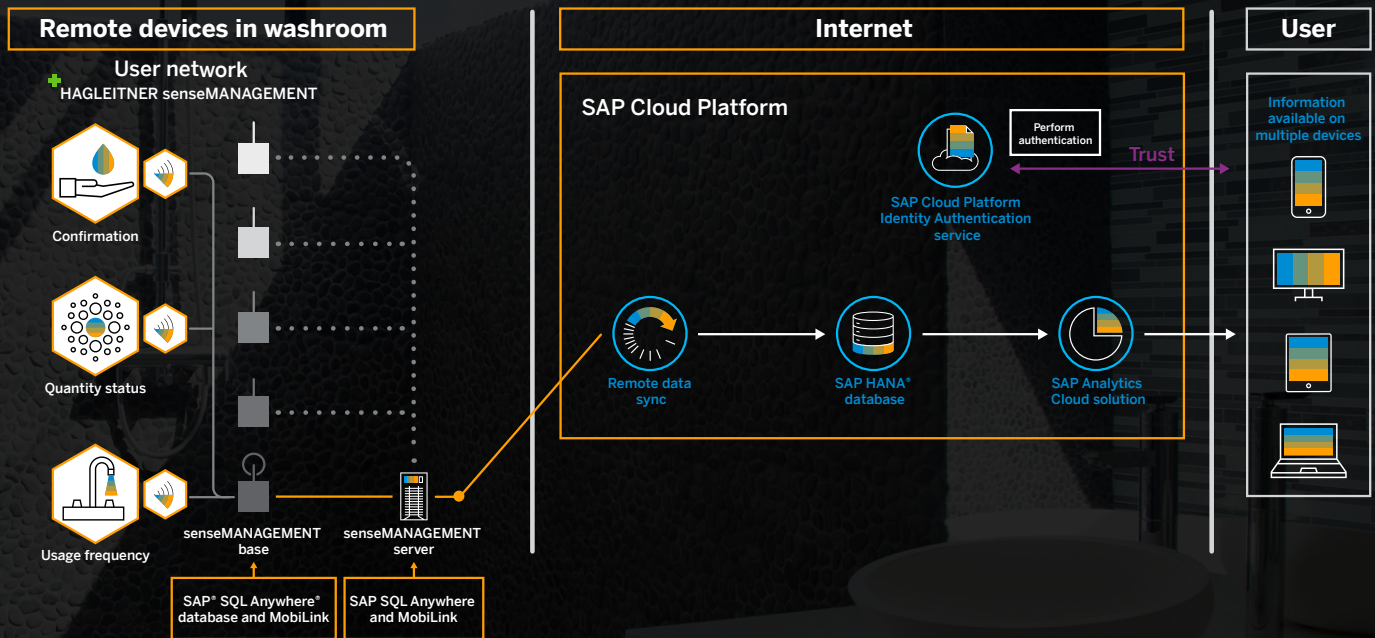 Remote devices in washroom
User network
HAGLEITNER senseMANAGEMENT
Confirmation
Quantity status
Usage frequency
senseMANAGEMENT
base
senseMANAGEMENT
server
SAP® SQL Anywhere®
database and MobiLink
SAP SQL Anywhere
and MobiLink
Internet
SAP Cloud Platform
Perform
authentication
Trust
SAP Cloud Platform
Identity Authentication
service
Remote data
sync
SAP HANA®
database
SAP Analytics
Cloud solution
User
Information
available on
multiple devices